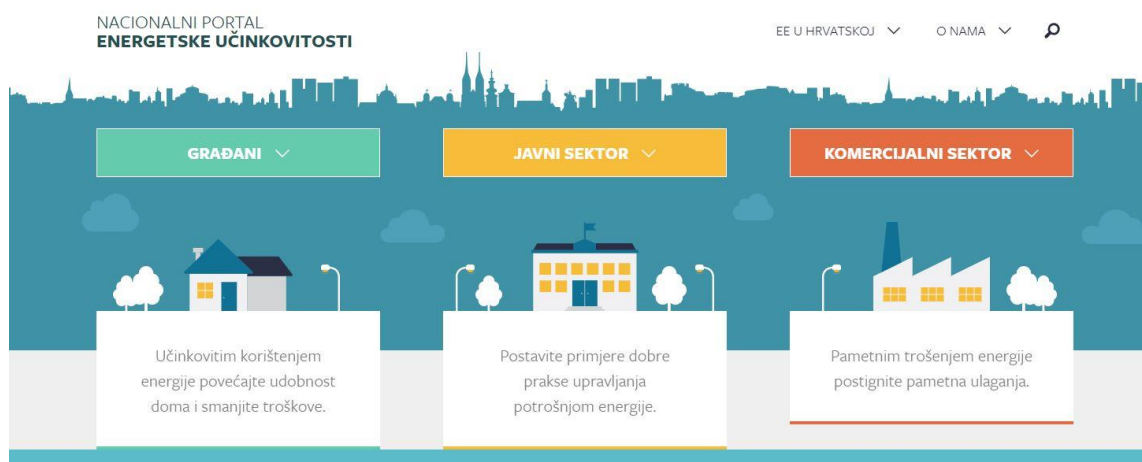 NACIONALNI PORTAL
ENERGETSKE UČINKOVITOSTI
EE U HRVATSKOJ
O NAMA
GRAĐANI
JAVNI SEKTOR
KOMERCIJALNI SEKTOR
Učinkovitim korištenjem
energije povećajte udobnost
doma i smanjite troškove.
Postavite primjere dobre
prakse upravljanja
potrošnjom energije.
Pametnim trošenjem energije
postignite pametna ulaganja.